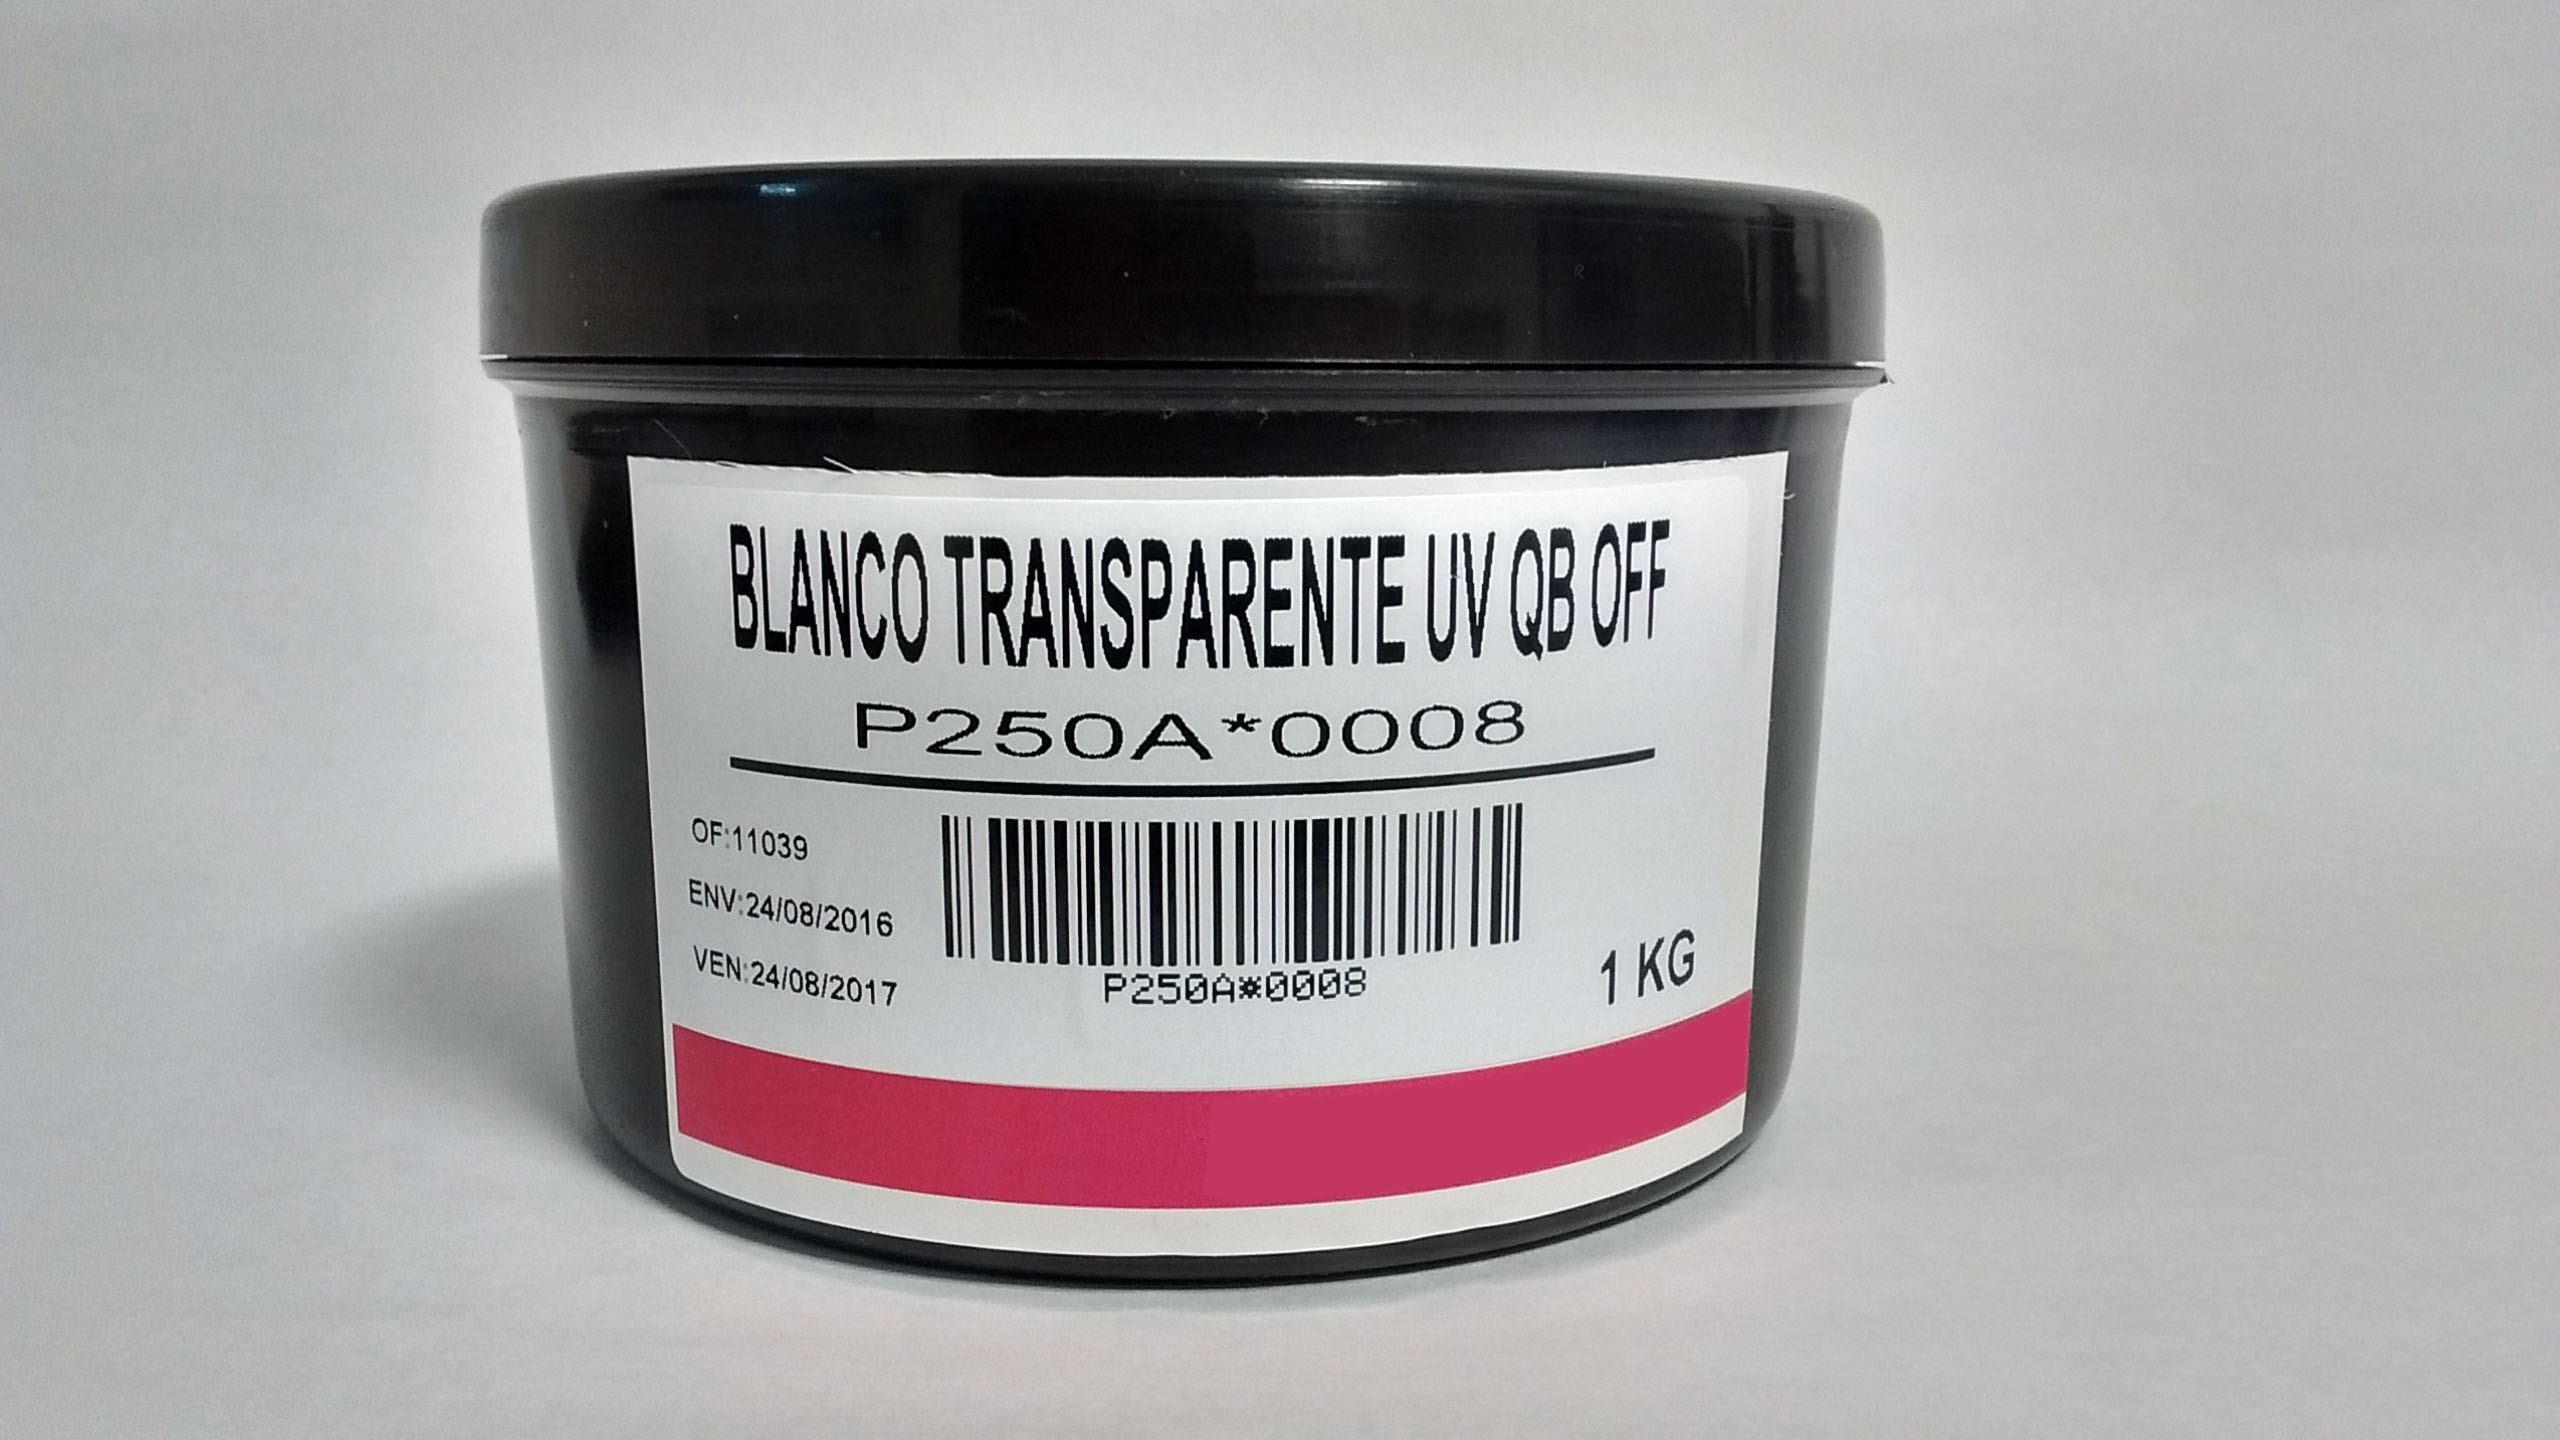 BLANCO TRANSPARENTE UV QB OFF
P250A*0008
OF:11039
ENV:24/08/2016
VEN:24/08/2017
P250A*0008
1 KG